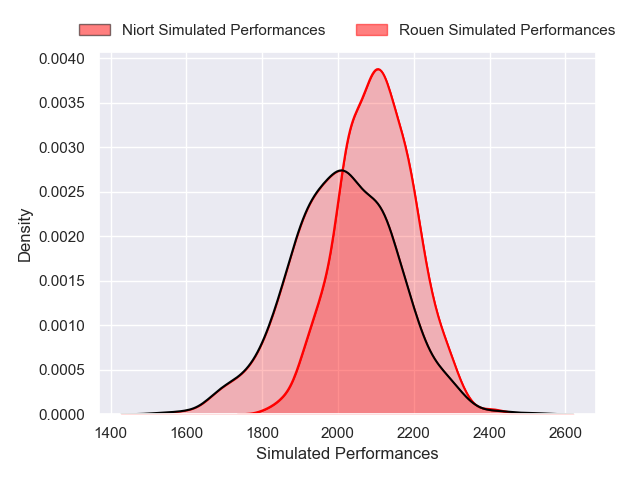 Niort Simulated Performances
Rouen Simulated Performances
0.0040
0.0035
0.0030
0.0025
0.0020
0.0015
0.0010
0.0005
0.0000
Density
1400 1600 1800 2000 2200 2400 2600
Simulated Performances